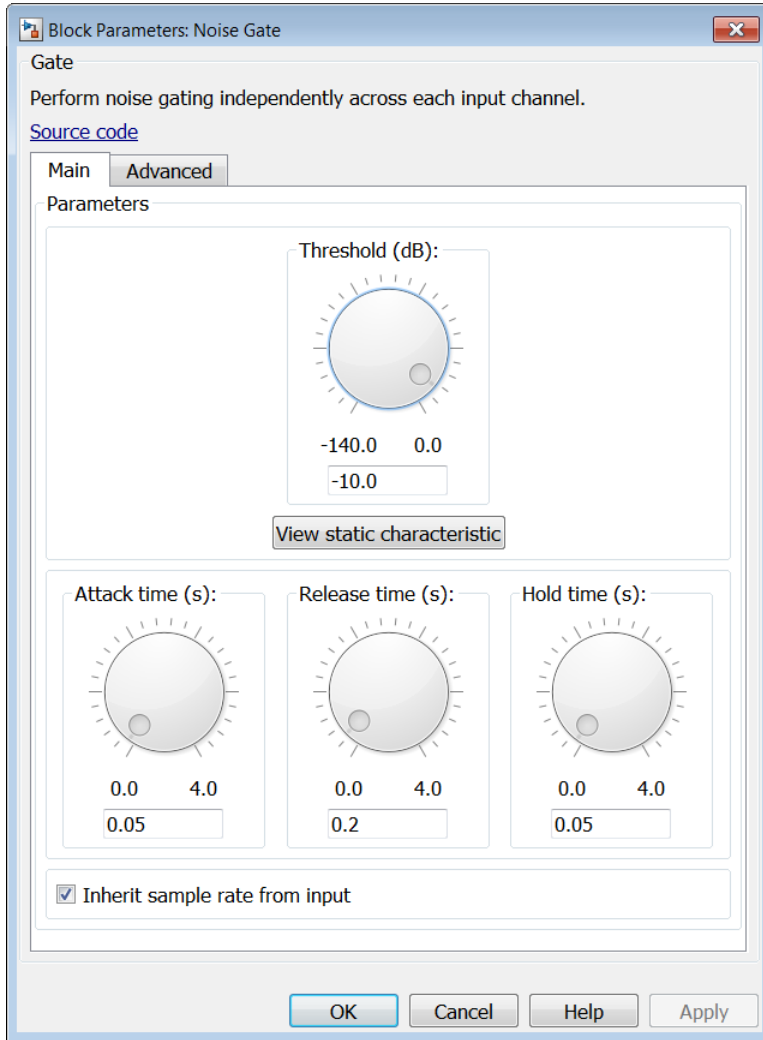 Block Parameters: Noise Gate
Gate
Perform noise gating independently across each input channel.
Source code
Main Advanced
Parameters
Threshold (dB):
-140.0 0.0
-10.0
View static characteristic
Attack time (s): Release time (s): Hold time (s):
0.0 4.0 0.0 4.0 0.0 4.0
0.05 0.2 0.05
Inherit sample rate from input
OK Cancel Help Apply